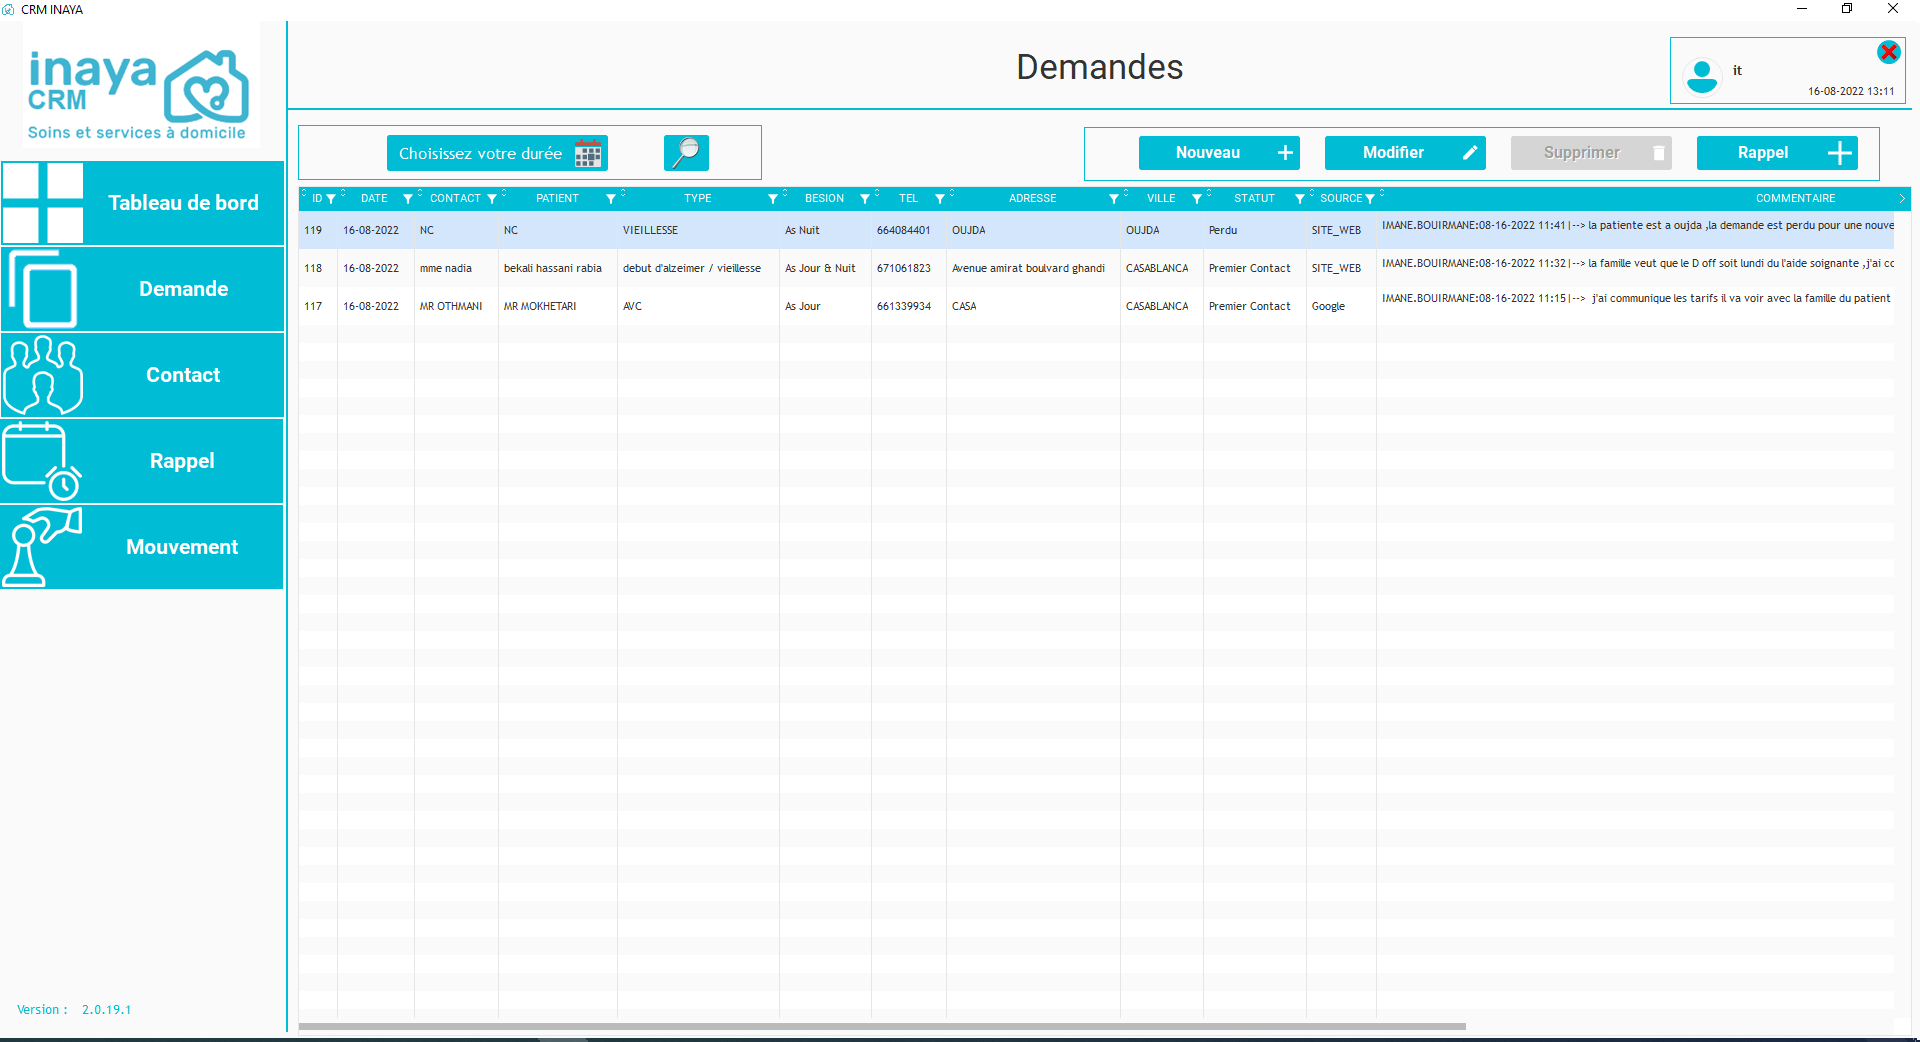 CRM INAYA
inaya
CRM
Soins et services à domicile
Demandes
it
16-08-2022 13:11
Choisissez votre durée
Nouveau
Modifier
Supprimer
Rappel
Tableau de bord
Demande
Contact
Rappel
Mouvement
ID DATE CONTACT PATIENT TYPE BESION TEL ADRESSE VILLE STATUT SOURCE COMMENTAIRE
119 16-08-2022 NC NC VIEILLESSE As Nuit 664084401 OUJDA OUJDA Perdu SITE_WEB IMANE.BOUIRMANE:08-16-2022 11:41|--> la patiente est a oujda ,la demande est perdu pour une nouve
118 16-08-2022 mme nadia bekali hassani rabia debut d'alzeimer / vieillesse As Jour & Nuit 671061823 Avenue amirat boulvard ghandi CASABLANCA Premier Contact SITE_WEB IMANE.BOUIRMANE:08-16-2022 11:32|--> la famille veut que le D off soit lundi du l'aide soignante ,j'ai co
117 16-08-2022 MR OTHMANI MR MOKHETARI AVC As Jour 661339934 CASA CASABLANCA Premier Contact Google IMANE.BOUIRMANE:08-16-2022 11:15|--> j'ai communique les tarifs il va voir avec la famille du patient
Version : 2.0.19.1